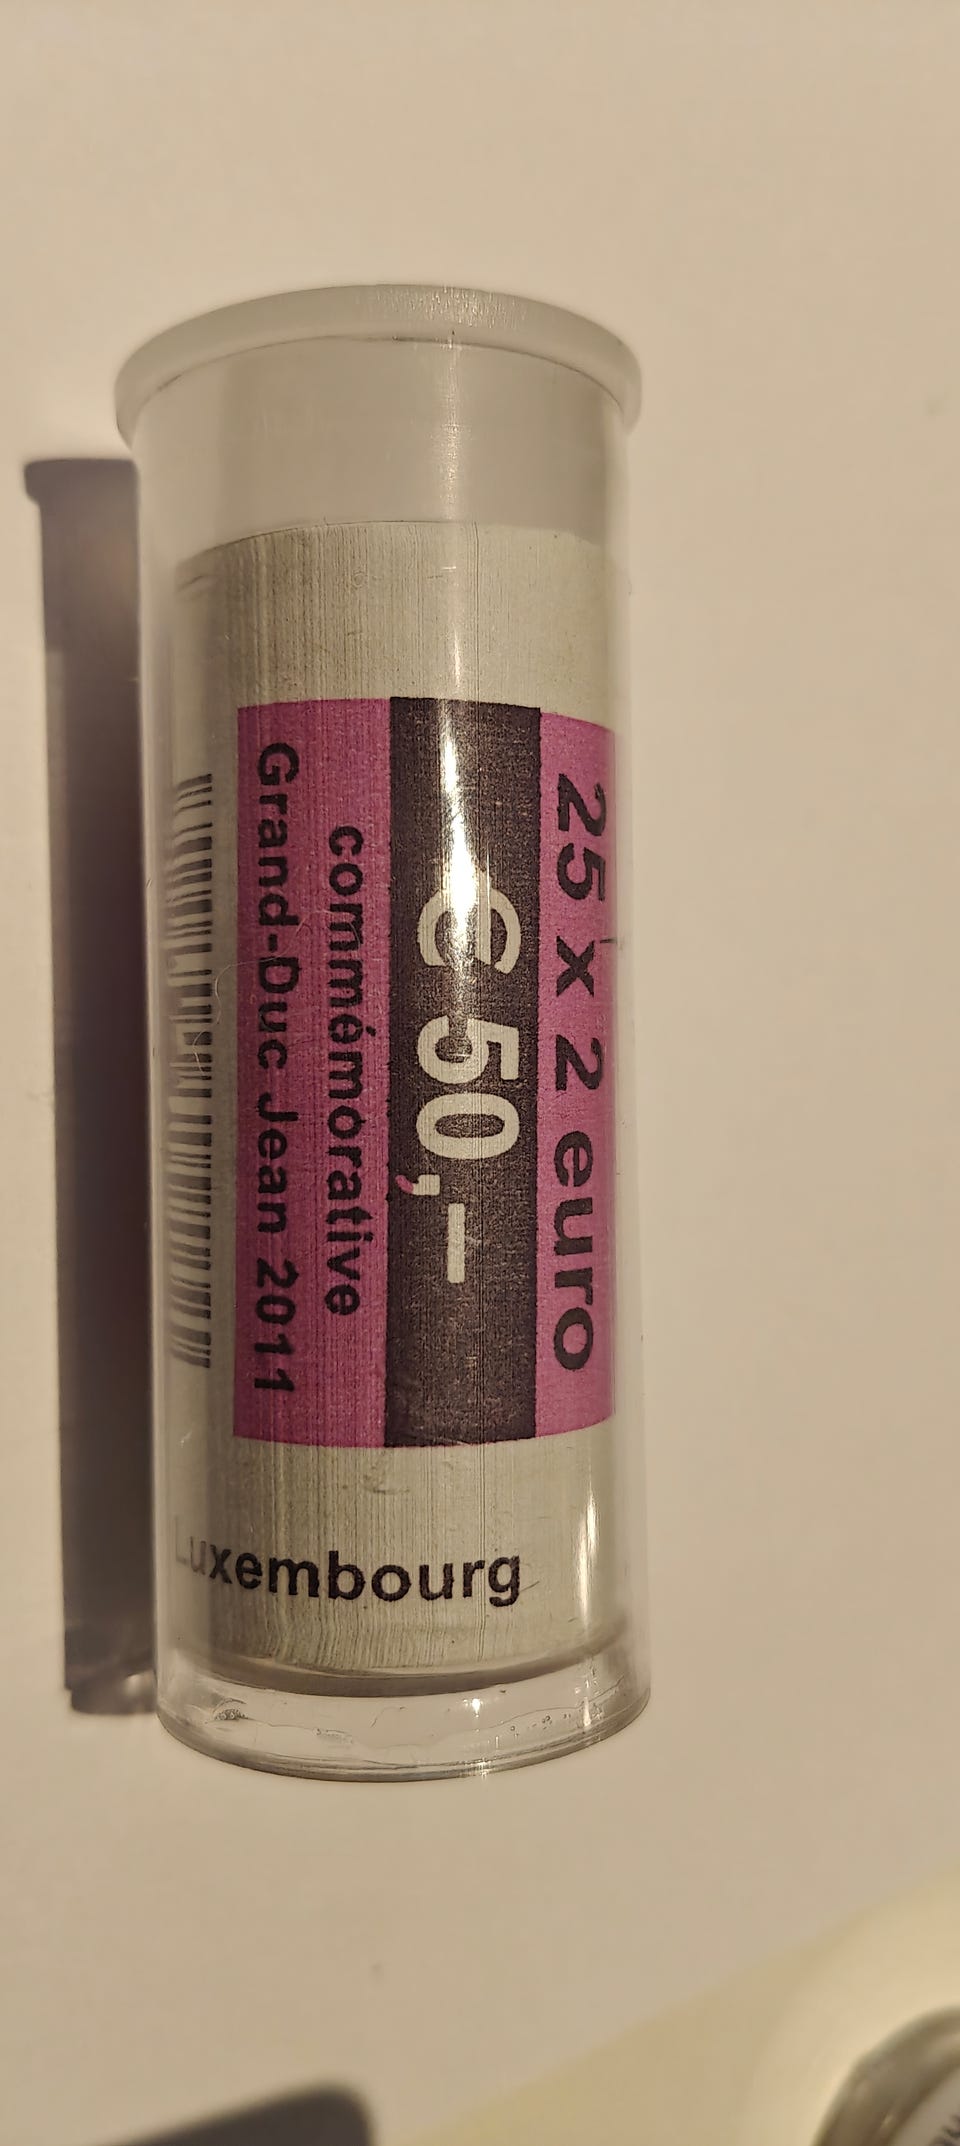 25 x 2 euro
€ 50,–
commémorative
Grand-Duc Jean 2011
Luxembourg